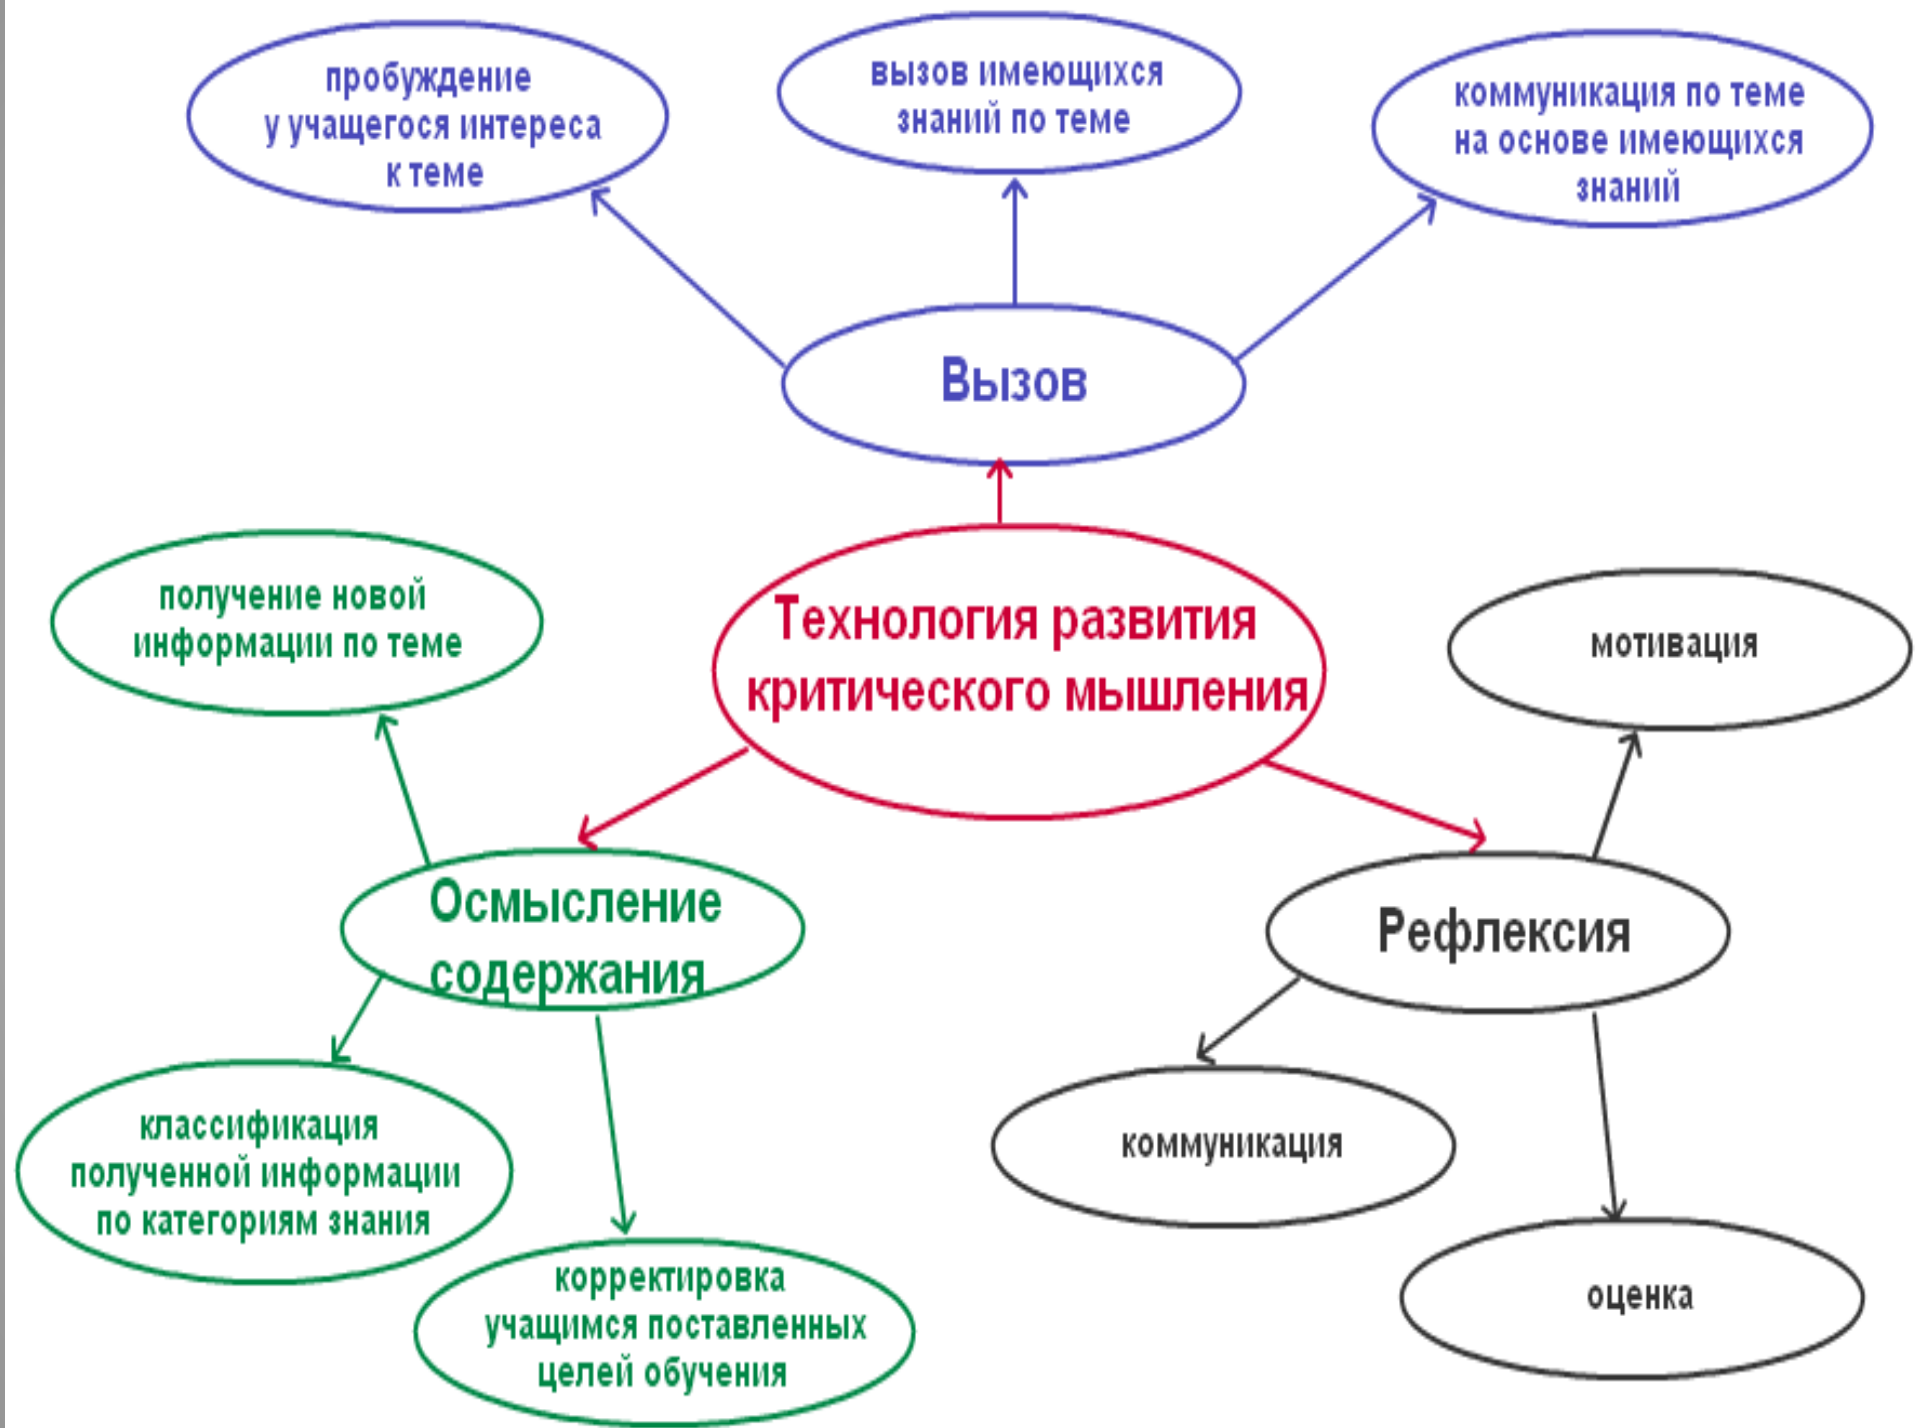 пробуждение
у учащегося интереса
к теме
вызов имеющихся
знаний по теме
коммуникация по теме
на основе имеющихся
знаний
Вызов
Технология развития
критического мышления
получение новой
информации по теме
мотивация
Осмысление
содержания
Рефлексия
классификация
полученной информации
по категориям знания
коммуникация
корректировка
учащимся поставленных
целей обучения
оценка